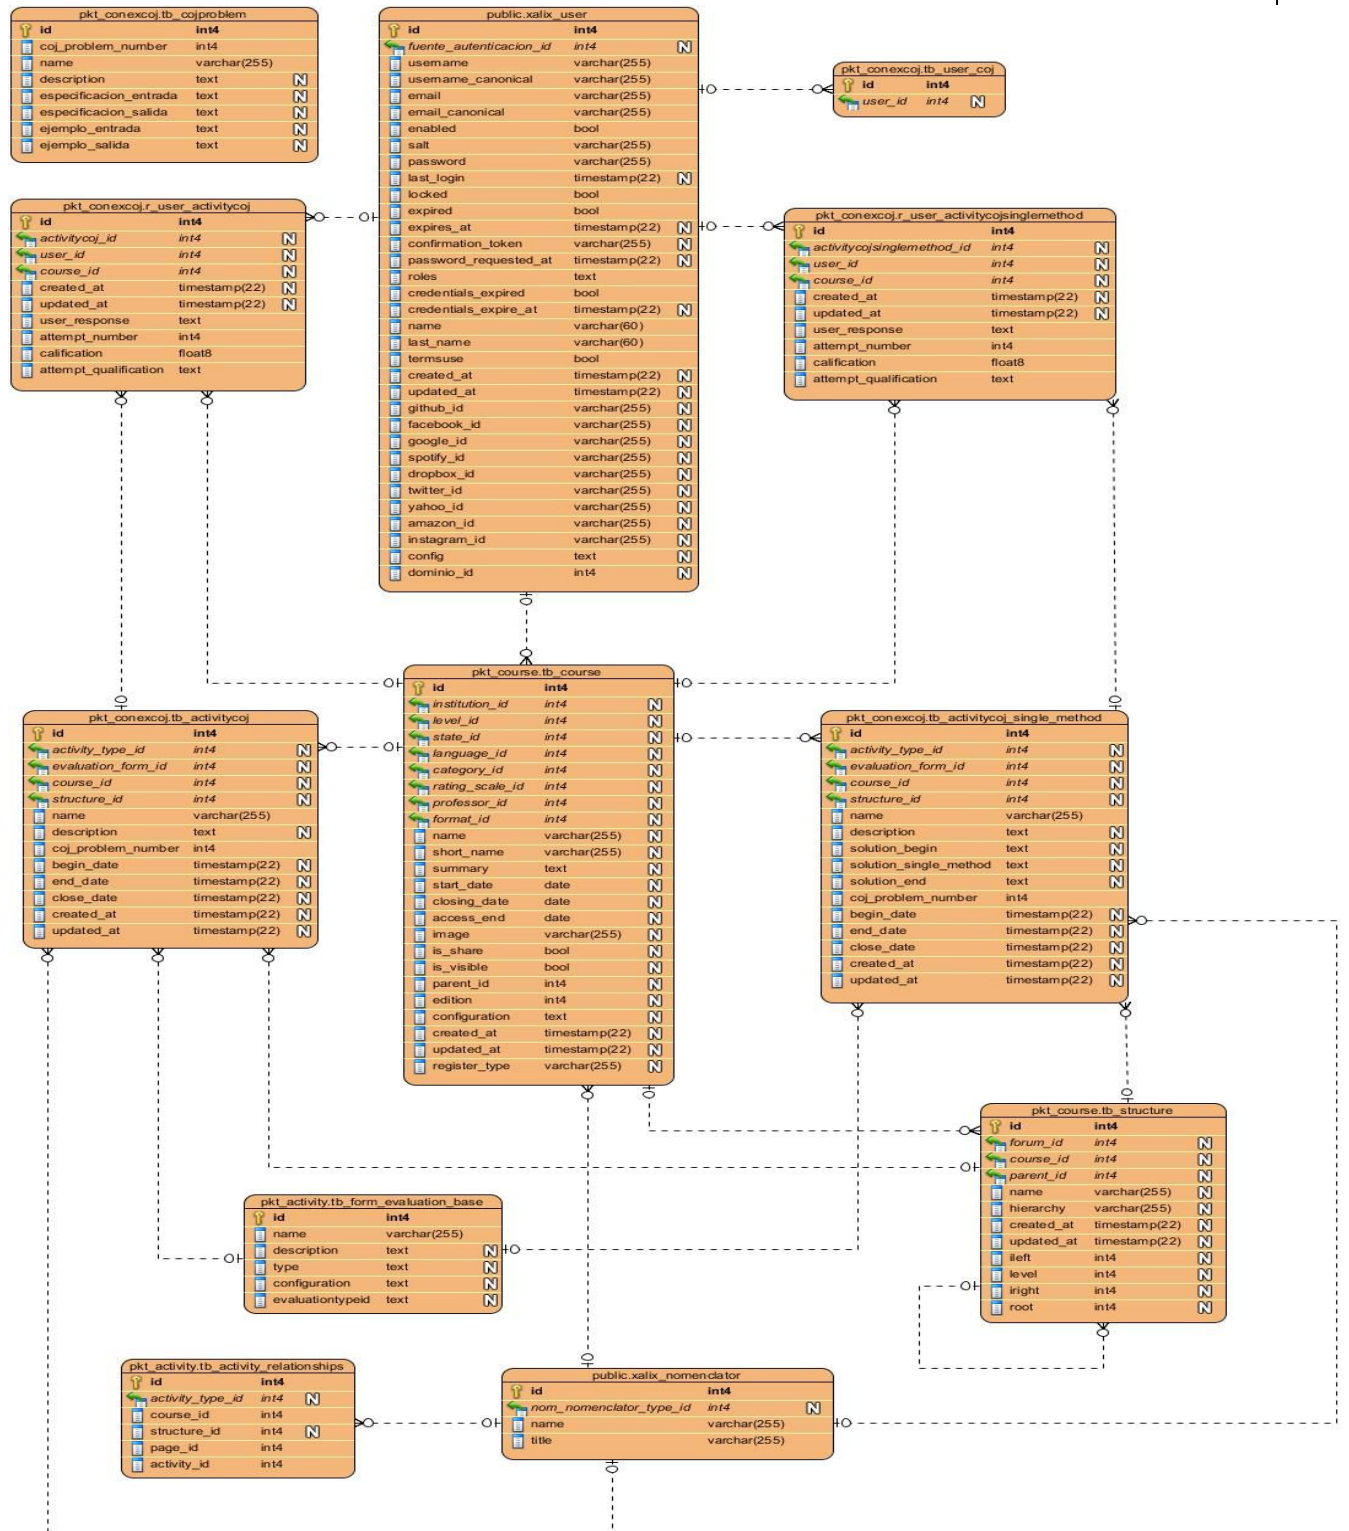 pkt_conexcoj.tb_cojproblem
id int4
coj_problem_number int4
name varchar(255)
description text N
especificacion_entrada text N
especificacion_salida text N
ejemplo_entrada text N
ejemplo_salida text N
public.xalix_user
id int4
fuente_autenticacion_id int4 N
username varchar(255)
username_canonical varchar(255)
email varchar(255)
email_canonical varchar(255)
enabled bool
salt varchar(255)
password varchar(255)
last_login timestamp(22) N
locked bool
expired bool
expires_at timestamp(22) N
confirmation_token varchar(255) N
password_requested_at timestamp(22) N
roles text
credentials_expired bool
credentials_expire_at timestamp(22) N
name varchar(60)
last_name varchar(60)
termsuse bool
created_at timestamp(22) N
updated_at timestamp(22) N
github_id varchar(255) N
facebook_id varchar(255) N
google_id varchar(255) N
spotify_id varchar(255) N
dropbox_id varchar(255) N
twitter_id varchar(255) N
yahoo_id varchar(255) N
amazon_id varchar(255) N
instagram_id varchar(255) N
config text N
dominio_id int4 N
pkt_conexcoj.tb_user_coj
id int4
user_id int4 N
pkt_conexcoj.r_user_activitycoj
id int4
activitycoj_id int4 N
user_id int4 N
course_id int4 N
created_at timestamp(22) N
updated_at timestamp(22) N
user_response text
attempt_number int4
calification float8
attempt_qualification text
pkt_conexcoj.r_user_activitycojsinglemethod
id int4
activitycojsinglemethod_id int4 N
user_id int4 N
course_id int4 N
created_at timestamp(22) N
updated_at timestamp(22) N
user_response text
attempt_number int4
calification float8
attempt_qualification text
pkt_course.tb_course
id int4
institution_id int4 N
level_id int4 N
state_id int4 N
language_id int4 N
category_id int4 N
rating_scale_id int4 N
professor_id int4 N
format_id int4 N
name varchar(255) N
short_name varchar(255) N
summary text N
start_date date N
closing_date date N
access_end date N
image varchar(255) N
is_share bool N
is_visible bool N
parent_id int4 N
edition int4 N
configuration text N
created_at timestamp(22) N
updated_at timestamp(22) N
register_type varchar(255) N
pkt_conexcoj.tb_activitycoj
id int4
activity_type_id int4 N
evaluation_form_id int4 N
course_id int4 N
structure_id int4 N
name varchar(255)
description text N
coj_problem_number int4
begin_date timestamp(22) N
end_date timestamp(22) N
close_date timestamp(22) N
created_at timestamp(22) N
updated_at timestamp(22) N
pkt_conexcoj.tb_activitycoj_single_method
id int4
activity_type_id int4 N
evaluation_form_id int4 N
course_id int4 N
structure_id int4 N
name varchar(255)
description text N
solution_begin text N
solution_single_method text N
solution_end text N
coj_problem_number int4
begin_date timestamp(22) N
end_date timestamp(22) N
close_date timestamp(22) N
created_at timestamp(22) N
updated_at timestamp(22) N
pkt_course.tb_structure
id int4
forum_id int4 N
course_id int4 N
parent_id int4 N
name varchar(255) N
hierarchy varchar(255) N
created_at timestamp(22) N
updated_at timestamp(22) N
ileft int4 N
level int4 N
iright int4 N
root int4 N
pkt_activity.tb_form_evaluation_base
id int4
name varchar(255)
description text N
type text N
configuration text N
evaluationtypeid text N
pkt_activity.tb_activity_relationships
id int4
activity_type_id int4 N
course_id int4
structure_id int4 N
page_id int4
activity_id int4
public.xalix_nomenclator
id int4
nom_nomenclator_type_id int4 N
name varchar(255)
title varchar(255)